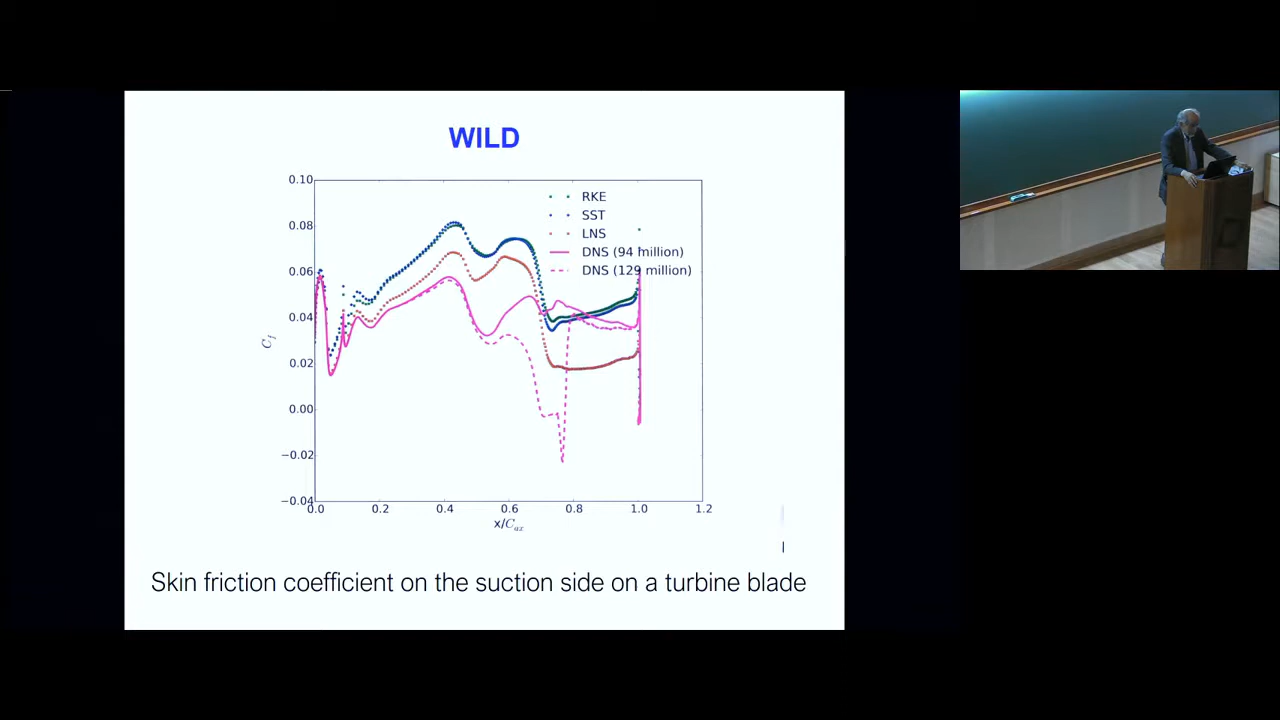 WILD
0.10
0.08
0.06
0.04
0.02
0.00
−0.02
−0.04
C_f
RKE
SST
LNS
DNS (94 million)
DNS (129 million)
0.0 0.2 0.4 0.6 0.8 1.0 1.2
x/C_ax
Skin friction coefficient on the suction side on a turbine blade